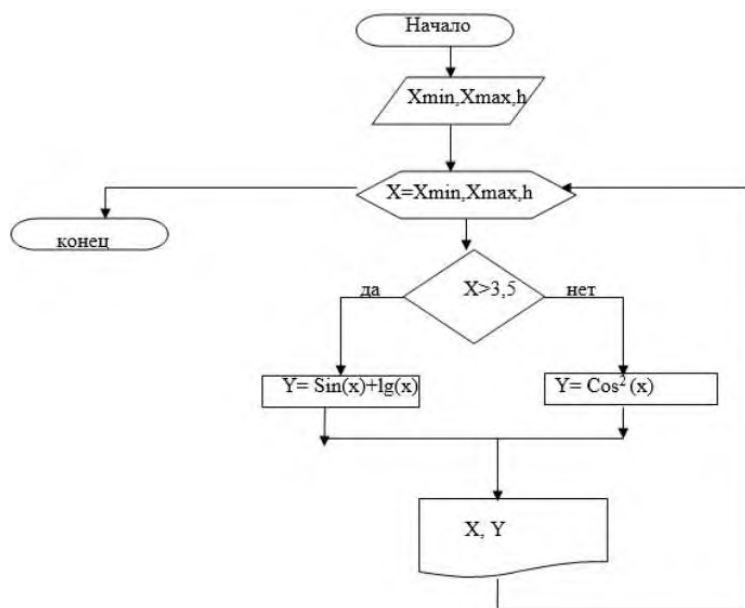 Начало
Xmin,Xmax,h
X=Xmin,Xmax,h
конец
X>3,5
да
нет
Y= Sin(x)+lg(x)
Y= Cos² (x)
X, Y